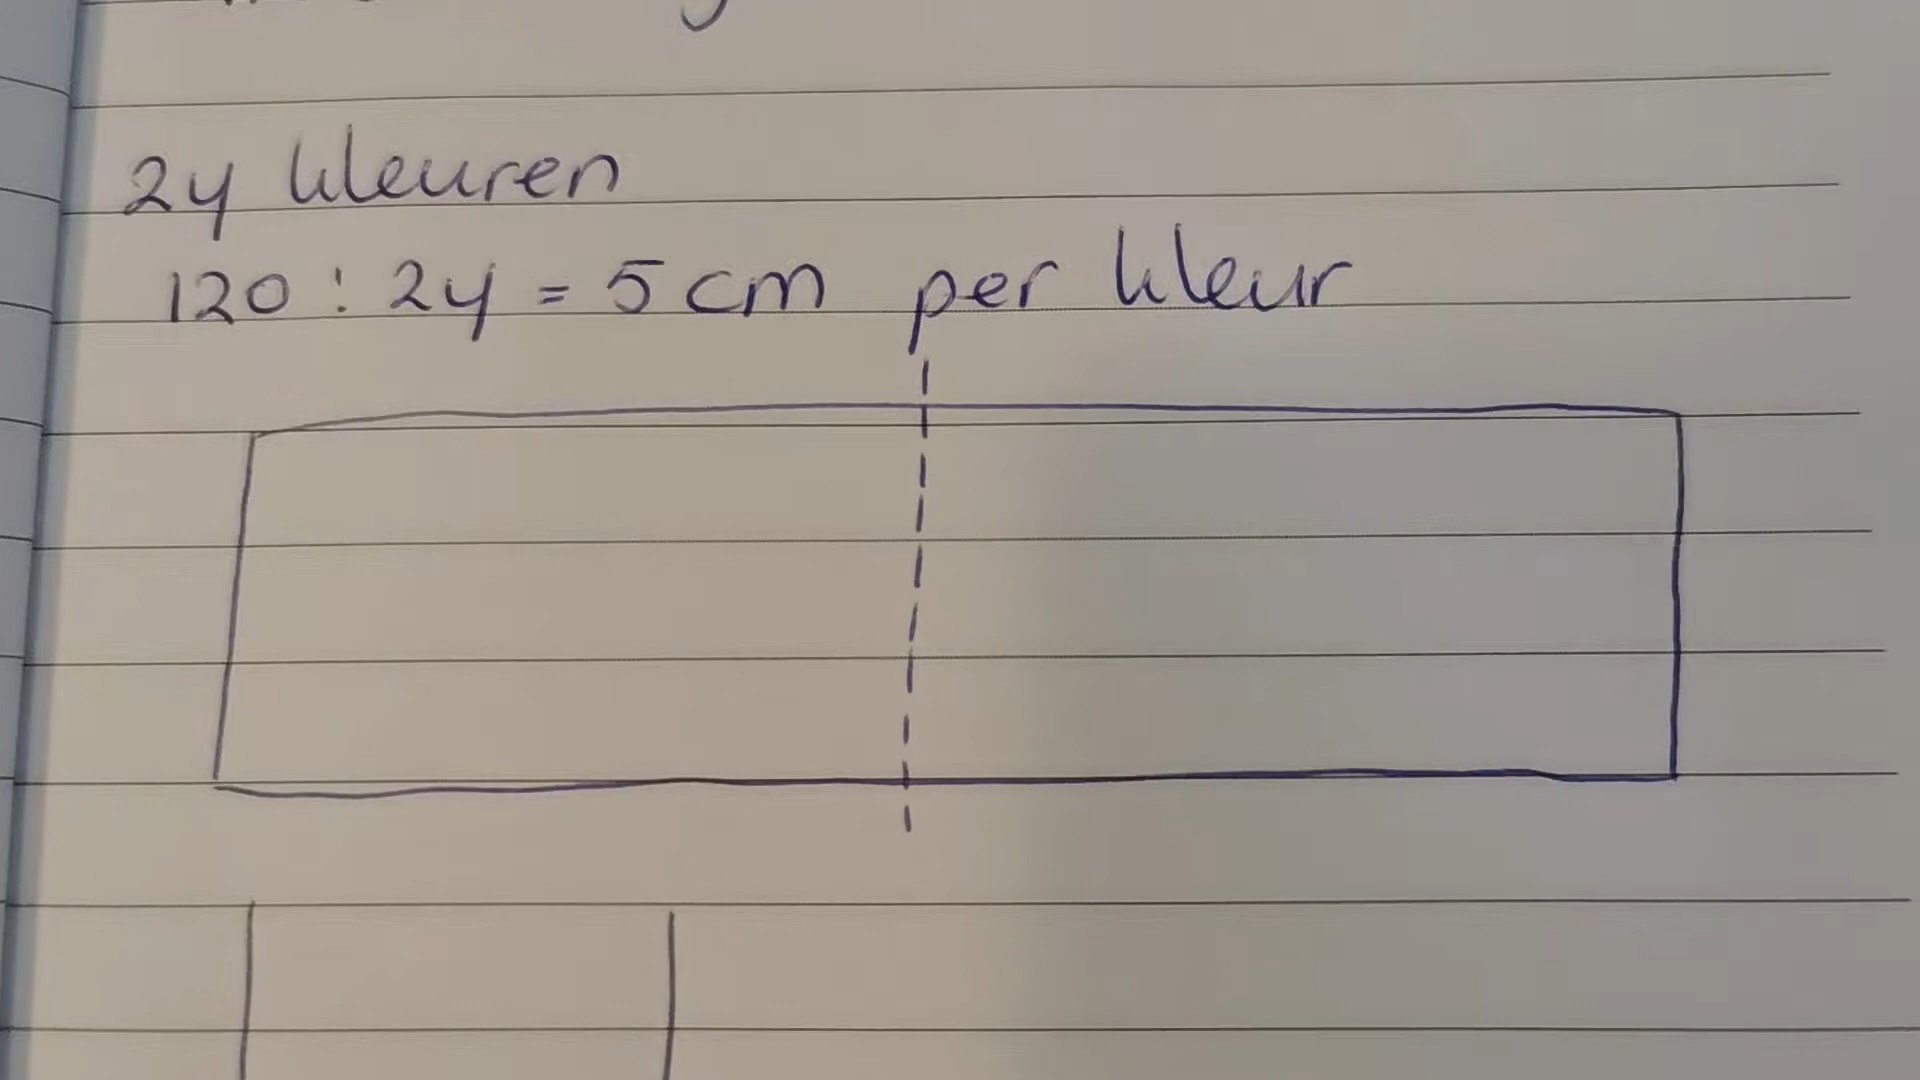 24 kleuren
120 : 24 = 5 cm per kleur